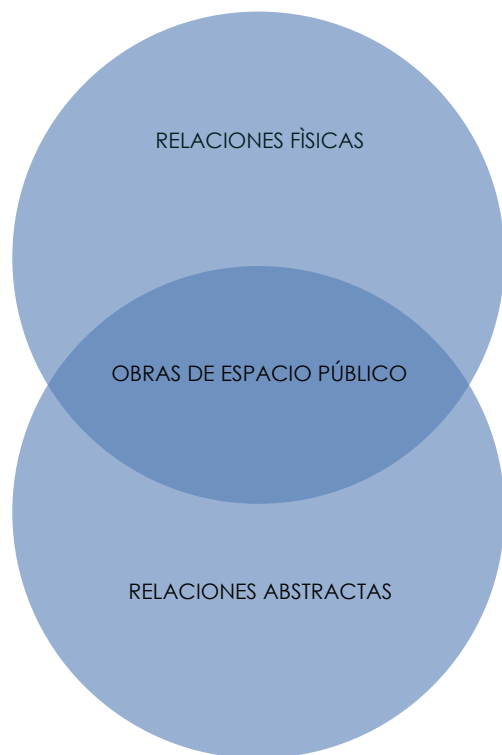 RELACIONES FÌSICAS
OBRAS DE ESPACIO PÚBLICO
RELACIONES ABSTRACTAS